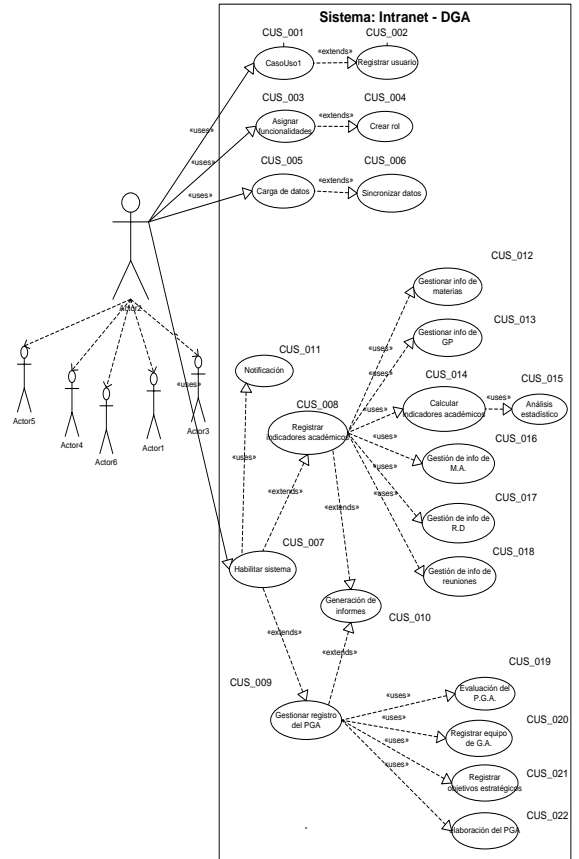 Sistema: Intranet - DGA
CUS_001
CUS_002
CasoUso1
«extends»
Registrar usuario
CUS_003
CUS_004
«uses»
Asignar
funcionalidades
«extends»
Crear rol
CUS_005
CUS_006
«uses»
«uses»
Carga de datos
«extends»
Sincronizar datos
Actor2
Actor5
Actor4
Actor6
Actor1
Actor3
«uses»
CUS_012
Gestionar info de
materias
CUS_013
«uses»
Gestionar info de
GP
«uses»
CUS_011
Notificación
CUS_014
CUS_015
Calcular
indicadores académicos
«uses»
Análisis
estadístico
«uses»
CUS_008
Registrar
indicadores académicos
CUS_016
«uses»
Gestión de info de
M.A.
CUS_017
«uses»
Gestión de info de
R.D
CUS_018
«uses»
Gestión de info de
reuniones
«uses»
«extends»
«extends»
CUS_007
Habilitar sistema
Generación de
informes
CUS_010
«extends»
«extends»
CUS_009
Gestionar registro
del PGA
CUS_019
«uses»
Evaluación del
P.G.A.
CUS_020
«uses»
Registrar equipo
de G.A.
CUS_021
«uses»
Registrar
objetivos estratégicos
CUS_022
«uses»
Elaboración del PGA